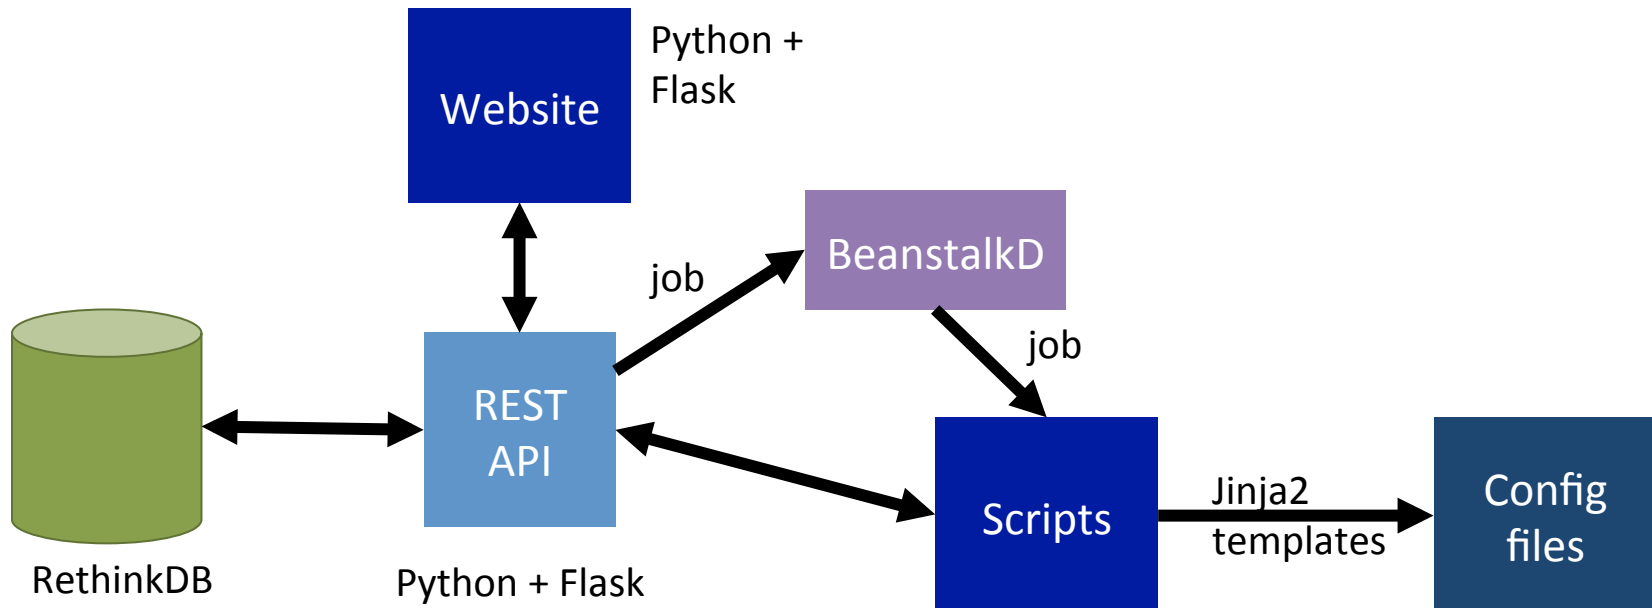 Website
Python +
Flask
BeanstalkD
job
job
REST
API
RethinkDB
Python + Flask
Scripts
Jinja2
templates
Config
files